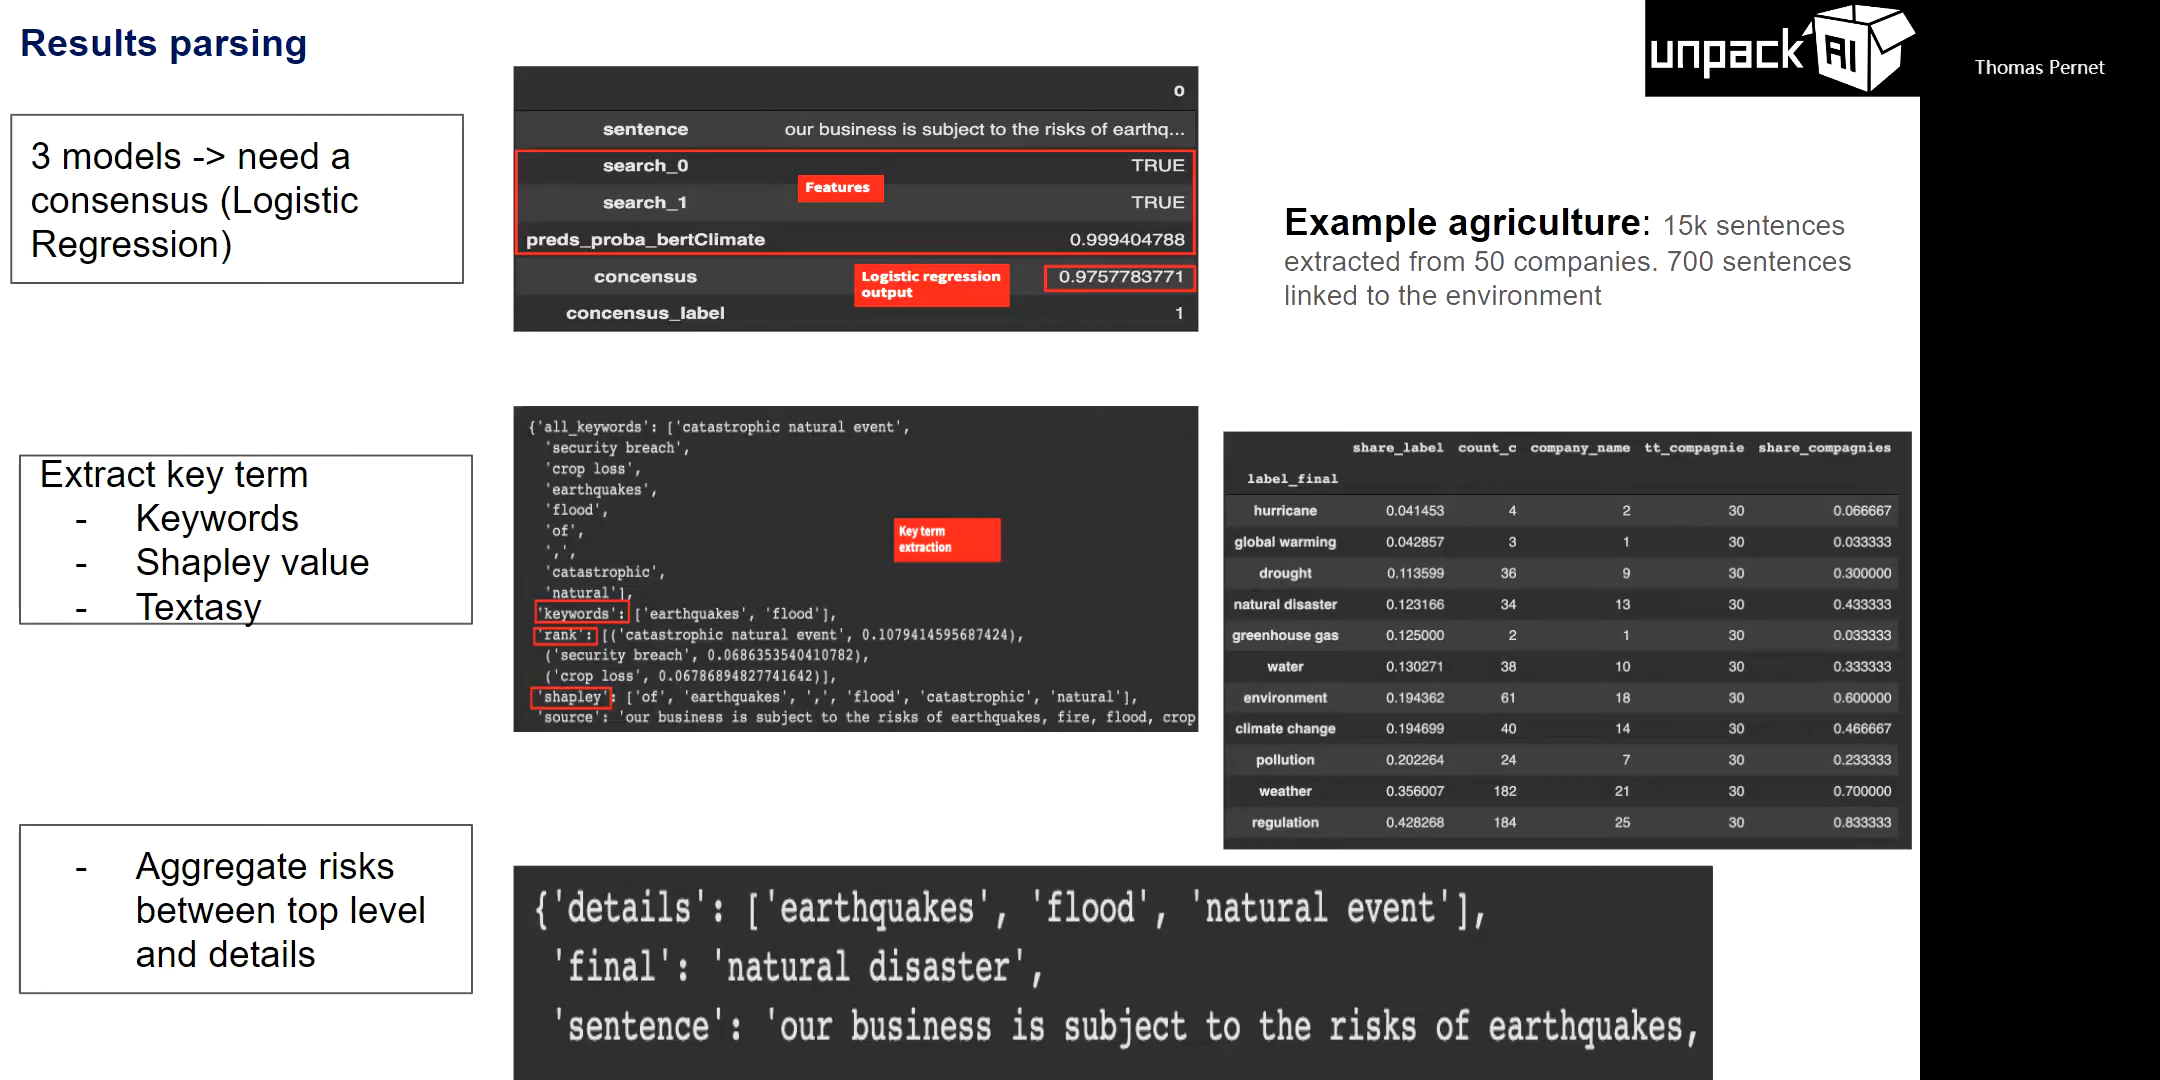 Results parsing
unpackAI
Thomas Pernet
3 models -> need a
consensus (Logistic
Regression)
0
sentence our business is subject to the risks of earthq...
search_0 TRUE
Features
search_1 TRUE
preds_proba_bertClimate 0.999404788
concensus 0.9757783771
Logistic regression
output
concensus_label 1
Example agriculture: 15k sentences
extracted from 50 companies. 700 sentences
linked to the environment
Extract key term
- Keywords
- Shapley value
- Textasy
{'all_keywords': ['catastrophic natural event',
'security breach',
'crop loss',
'earthquakes',
'flood',
'of',
',',
'catastrophic',
'natural'],
'keywords': ['earthquakes', 'flood'],
'rank': [('catastrophic natural event', 0.1079414595687424),
('security breach', 0.0686353540410782),
('crop loss', 0.06786894827741642)],
'shapley': ['of', 'earthquakes', ',', 'flood', 'catastrophic', 'natural'],
'source': 'our business is subject to the risks of earthquakes, fire, flood, crop
Key term
extraction
share_label count_c company_name tt_compagnie share_compagnies
label_final
hurricane 0.041453 4 2 30 0.066667
global warming 0.042857 3 1 30 0.033333
drought 0.113599 36 9 30 0.300000
natural disaster 0.123166 34 13 30 0.433333
greenhouse gas 0.125000 2 1 30 0.033333
water 0.130271 38 10 30 0.333333
environment 0.194362 61 18 30 0.600000
climate change 0.194699 40 14 30 0.466667
pollution 0.202264 24 7 30 0.233333
weather 0.356007 182 21 30 0.700000
regulation 0.428268 184 25 30 0.833333
- Aggregate risks
between top level
and details
{'details': ['earthquakes', 'flood', 'natural event'],
'final': 'natural disaster',
'sentence': 'our business is subject to the risks of earthquakes,